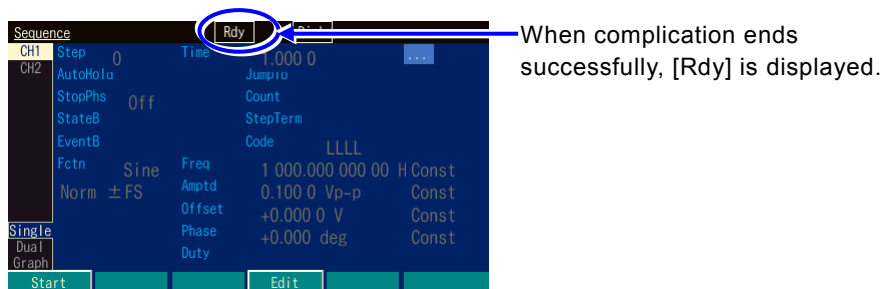 Sequence Rdy
CH1 Step 0 Time 1.000 0 ...
CH2 AutoHold JumpTo
StopPhs Off Count
StateB StepTerm
EventB Code LLLL
Fctn Sine Freq 1 000.000 000 00 H Const
Norm ±FS Amptd 0.100 0 Vp-p Const
Offset +0.000 0 V Const
Single Phase +0.000 deg Const
Dual Duty
Graph
Start Edit
When complication ends
successfully, [Rdy] is displayed.